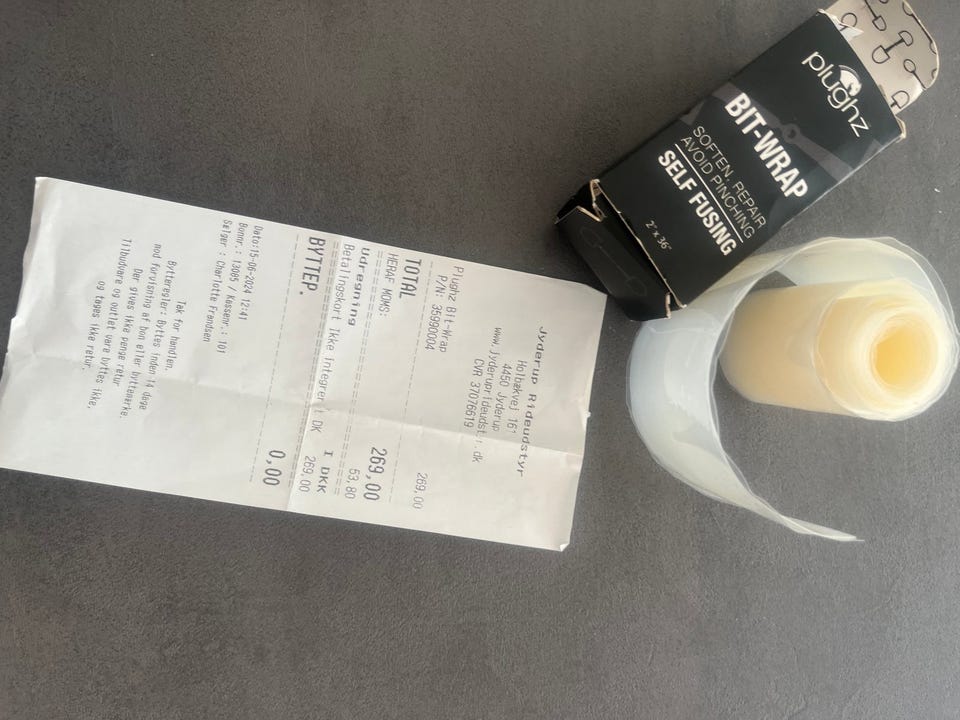 Jyderup Rideudstyr
Holbækvej 161
4450 Jyderup
www.jyderuprideudstyr.dk
CVR 37076619
Plughz Bit-Wrap 269,00
P/N: 35990004
TOTAL 269,00
HERAF MOMS: 53,80
Udregning I DKK
Betalingskort Ikke integreret DK 269,00
BYTTEP. 0,00
Dato:15-06-2024 12:41
Bonnr.: 13085 / Kassenr.: 101
Sælger : Charlotte Frandsen
Tak for handlen.
Bytteregler: Byttes inden 14 dage
mod forvisning af bon eller byttemærke.
Der gives ikke penge retur
Tilbudvare og outlet vare byttes ikke,
og tages ikke retur.
plughz
BIT-WRAP
SOFTEN, REPAIR
AVOID PINCHING
SELF FUSING
2" x 36"